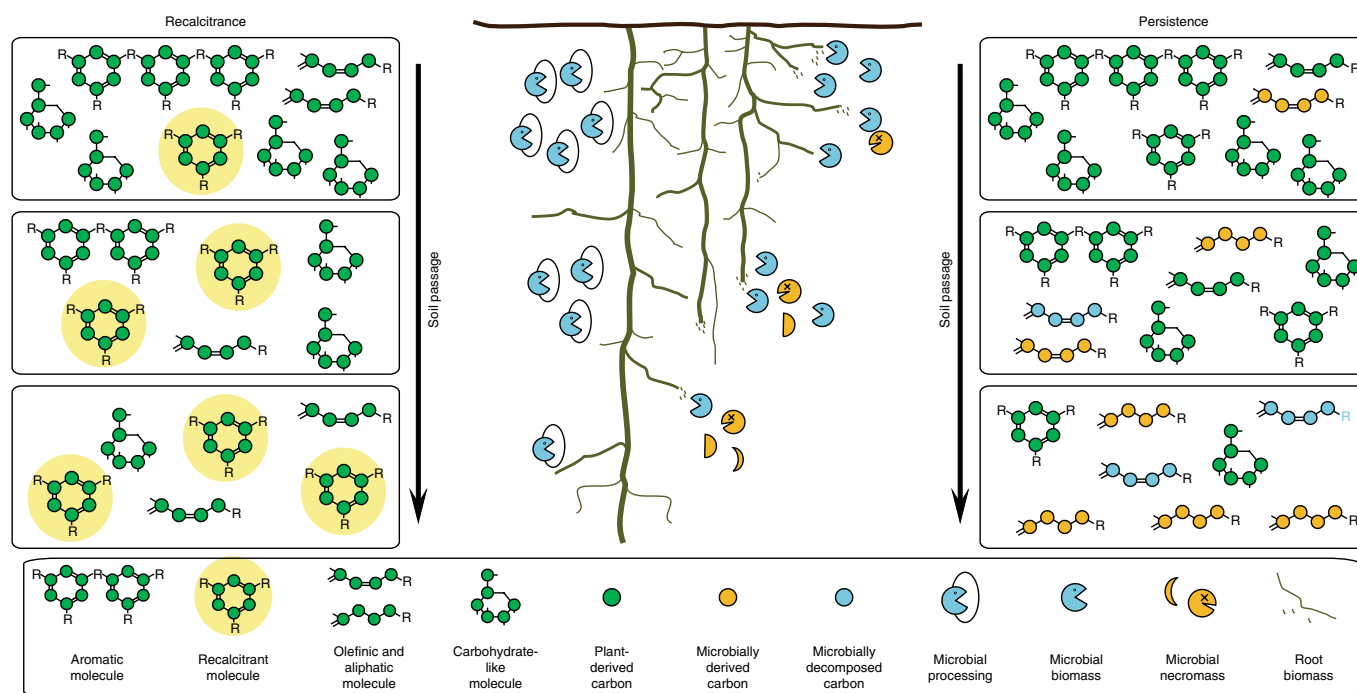 Recalcitrance
R R R R
R
R R R
R
R R
R
R R R
R R
R
R
R R
R
R
R
R R
R R
R R
R
R
R
R
Soil passage
Persistence
R R R R
R
R R R
R
R R
R
R R R
R
R
R
R
R R
R
R
R R
R
R
R
R
R
R
R
Soil passage
R R R
R
Aromatic
molecule
R R
R
Recalcitrant
molecule
R
R
Olefinic and
aliphatic
molecule
Carbohydrate-
like
molecule
Plant-
derived
carbon
Microbially
derived
carbon
Microbially
decomposed
carbon
Microbial
processing
Microbial
biomass
Microbial
necromass
Root
biomass